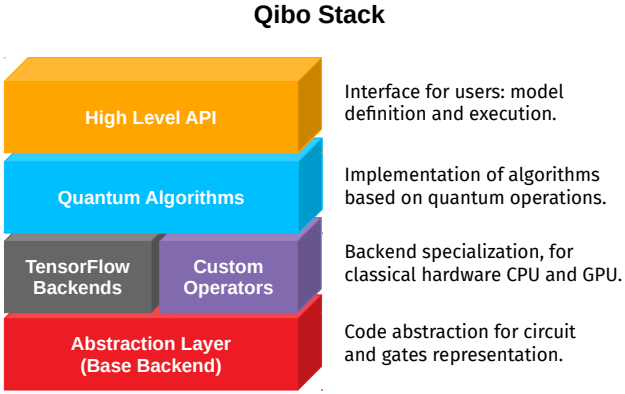 Qibo Stack
High Level API
Interface for users: model
definition and execution.
Quantum Algorithms
Implementation of algorithms
based on quantum operations.
TensorFlow
Backends
Custom
Operators
Backend specialization, for
classical hardware CPU and GPU.
Abstraction Layer
(Base Backend)
Code abstraction for circuit
and gates representation.